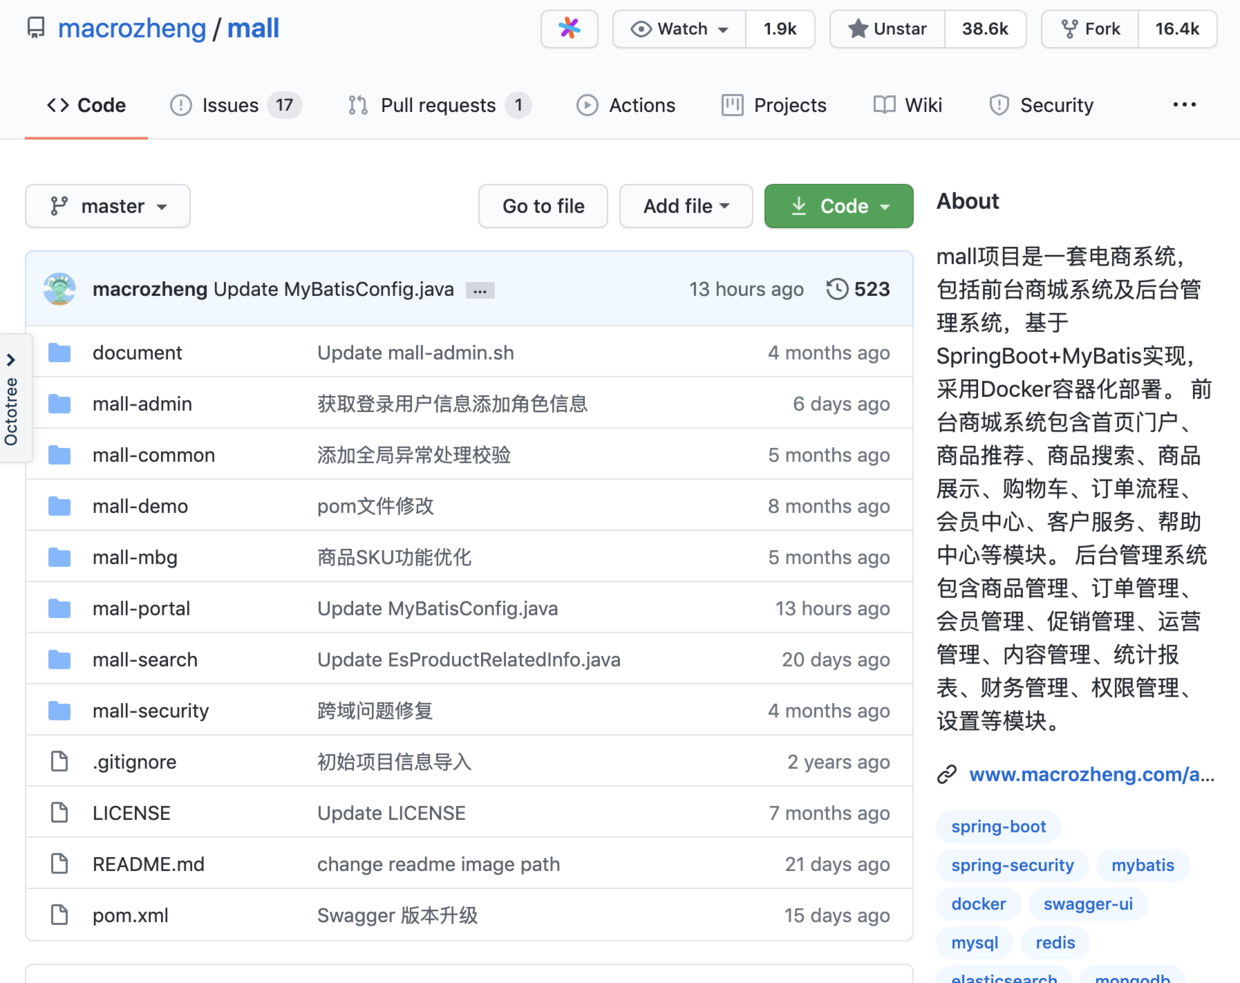 macrozheng / mall
Watch 1.9k
Unstar 38.6k
Fork 16.4k
Code
Issues 17
Pull requests 1
Actions
Projects
Wiki
Security
...
master
Go to file
Add file
Code
macrozheng Update MyBatisConfig.java ... 13 hours ago 523
Octotree
document Update mall-admin.sh 4 months ago
mall-admin 获取登录用户信息添加角色信息 6 days ago
mall-common 添加全局异常处理校验 5 months ago
mall-demo pom文件修改 8 months ago
mall-mbg 商品SKU功能优化 5 months ago
mall-portal Update MyBatisConfig.java 13 hours ago
mall-search Update EsProductRelatedInfo.java 20 days ago
mall-security 跨域问题修复 4 months ago
.gitignore 初始项目信息导入 2 years ago
LICENSE Update LICENSE 7 months ago
README.md change readme image path 21 days ago
pom.xml Swagger 版本升级 15 days ago
About
mall项目是一套电商系统，
包括前台商城系统及后台管
理系统，基于
SpringBoot+MyBatis实现，
采用Docker容器化部署。 前
台商城系统包含首页门户、
商品推荐、商品搜索、商品
展示、购物车、订单流程、
会员中心、客户服务、帮助
中心等模块。 后台管理系统
包含商品管理、订单管理、
会员管理、促销管理、运营
管理、内容管理、统计报
表、财务管理、权限管理、
设置等模块。
www.macrozheng.com/a...
spring-boot
spring-security mybatis
docker swagger-ui
mysql redis
elasticsearch mongodb